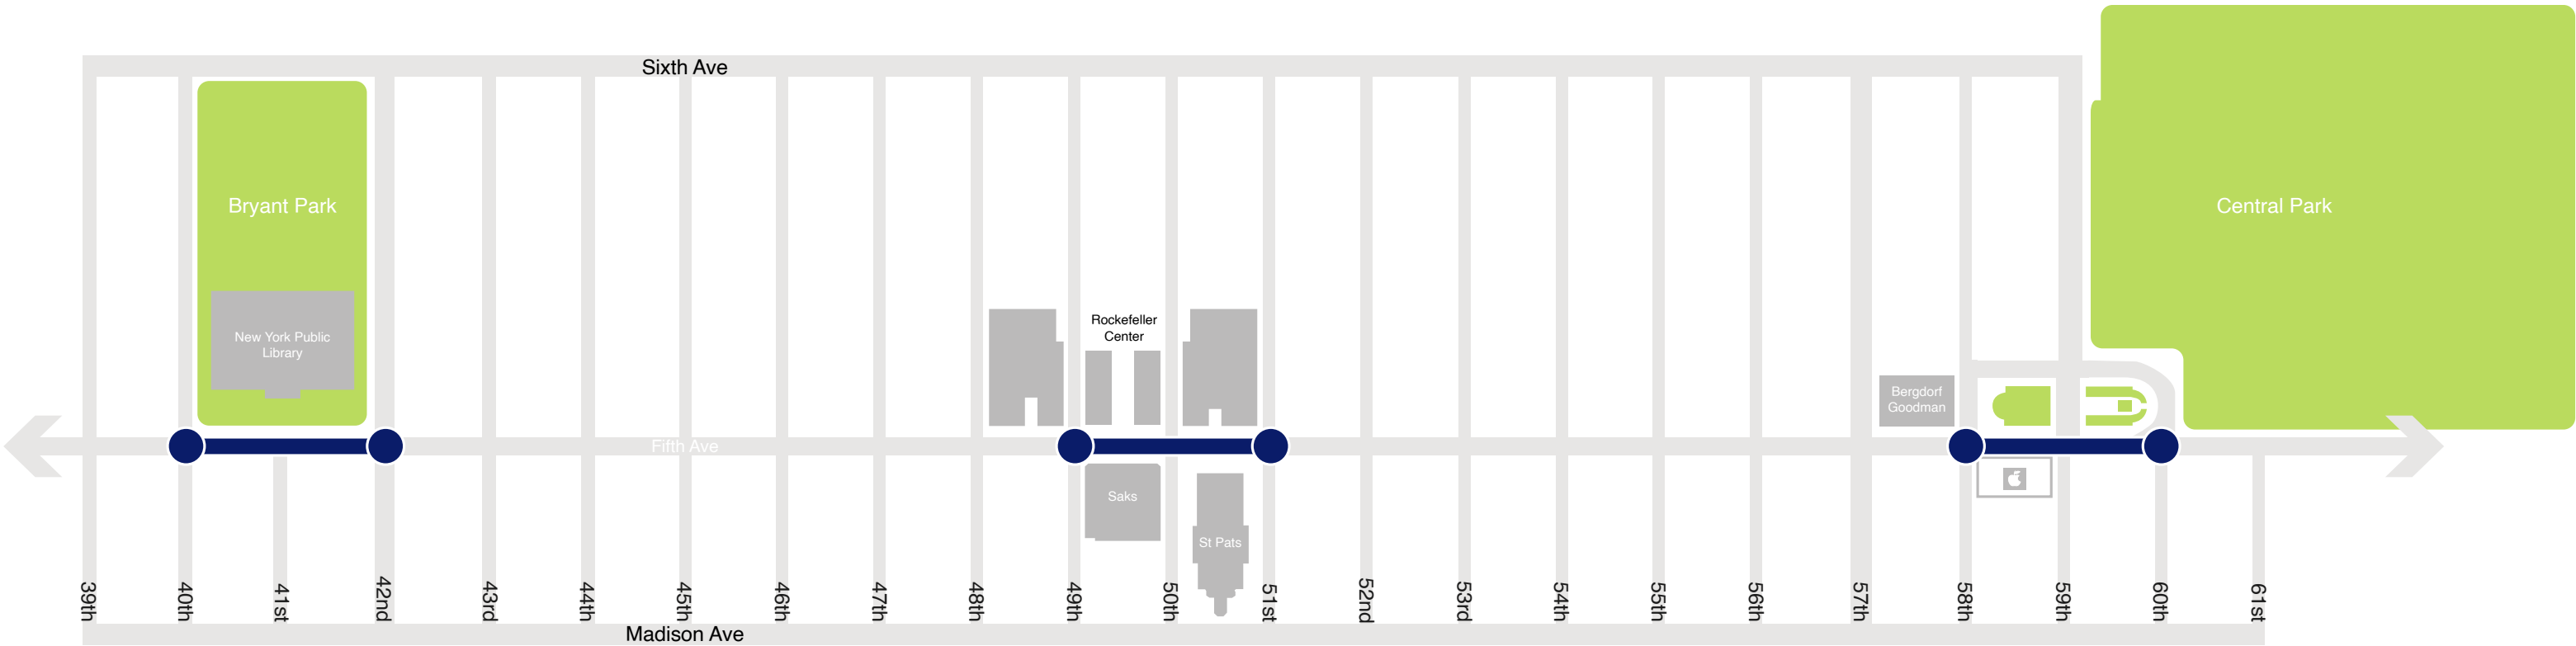 Sixth Ave
Bryant Park
Central Park
Rockefeller
Center
New York Public
Library
Bergdorf
Goodman
Fifth Ave
Saks
St Pats
39th
40th
41st
42nd
43rd
44th
45th
46th
47th
48th
49th
50th
51st
52nd
53rd
54th
55th
56th
57th
58th
59th
60th
61st
Madison Ave